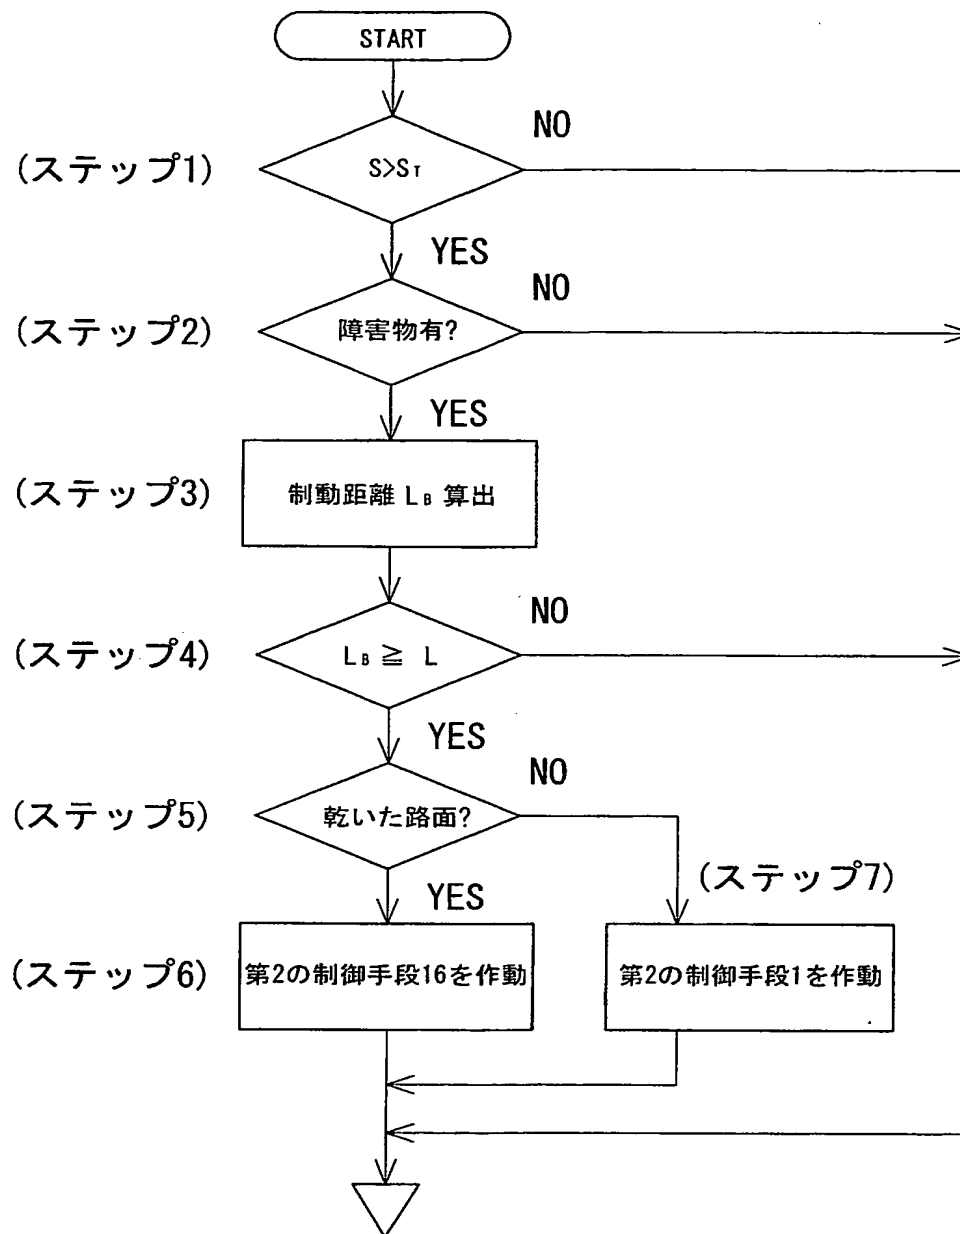 START
NO
(ステップ1)
S>ST
YES
NO
(ステップ2)
障害物有?
YES
(ステップ3)
制動距離 LB 算出
NO
(ステップ4)
LB ≧ L
YES
NO
(ステップ5)
乾いた路面?
YES
(ステップ7)
(ステップ6)
第2の制御手段16を作動
第2の制御手段1を作動